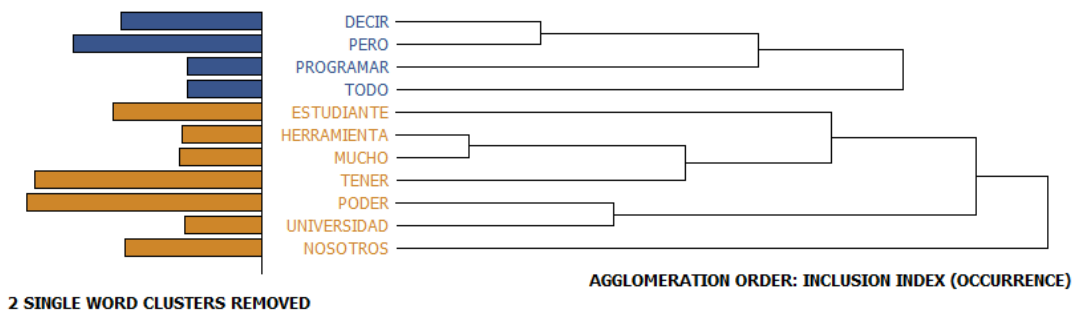 DECIR
PERO
PROGRAMAR
TODO
ESTUDIANTE
HERRAMIENTA
MUCHO
TENER
PODER
UNIVERSIDAD
NOSOTROS
AGGLOMERATION ORDER: INCLUSION INDEX (OCCURRENCE)
2 SINGLE WORD CLUSTERS REMOVED